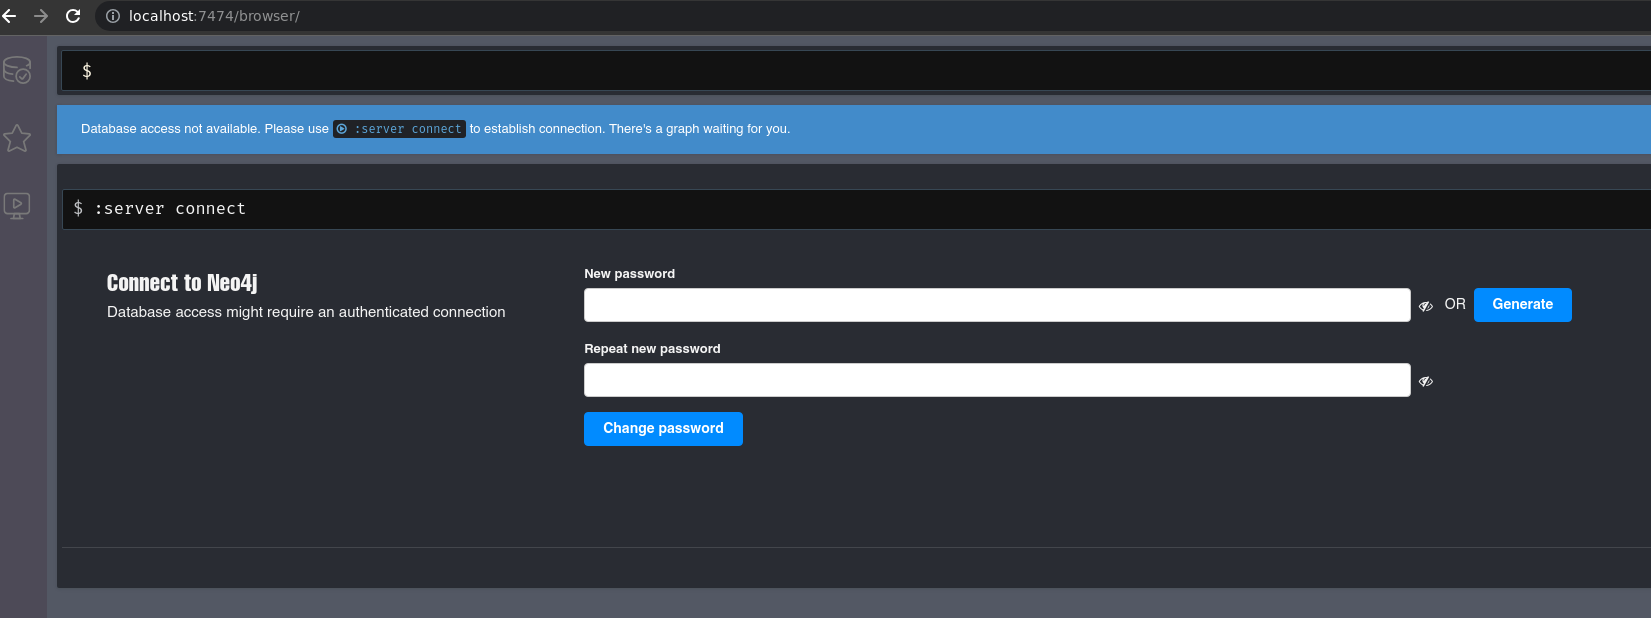 localhost:7474/browser/
$
Database access not available. Please use :server connect to establish connection. There's a graph waiting for you.
$ :server connect
Connect to Neo4j
Database access might require an authenticated connection
New password
OR Generate
Repeat new password
Change password